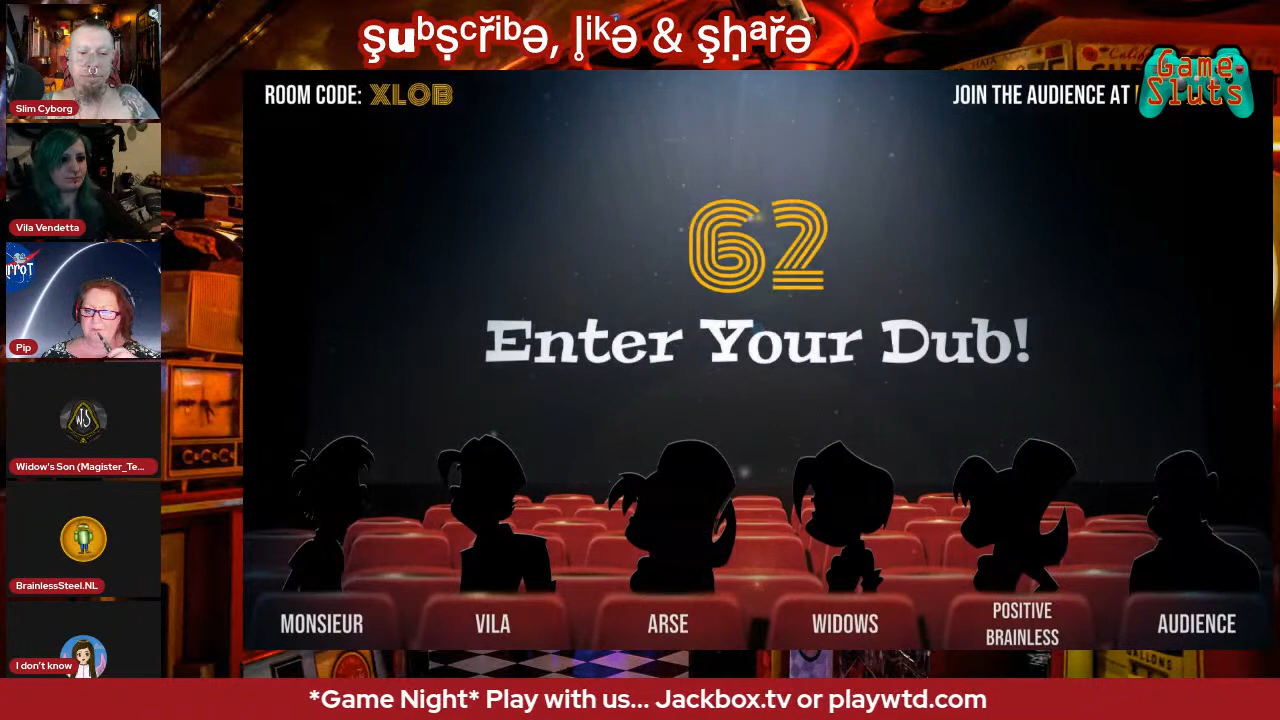 şuᵇşᶜřⁱᵇə, l̥ⁱᵏə & şḥªřə
ROOM CODE: XLOB
JOIN THE AUDIENCE AT
Game
Sluts
Slim Cyborg
Vila Vendetta
rroT
Pip
Widow's Son (Magister_Te...
BrainlessSteel.NL
I don't know
62
Enter Your Dub!
MONSIEUR
VILA
ARSE
WIDOWS
POSITIVE
BRAINLESS
AUDIENCE
*Game Night* Play with us... Jackbox.tv or playwtd.com